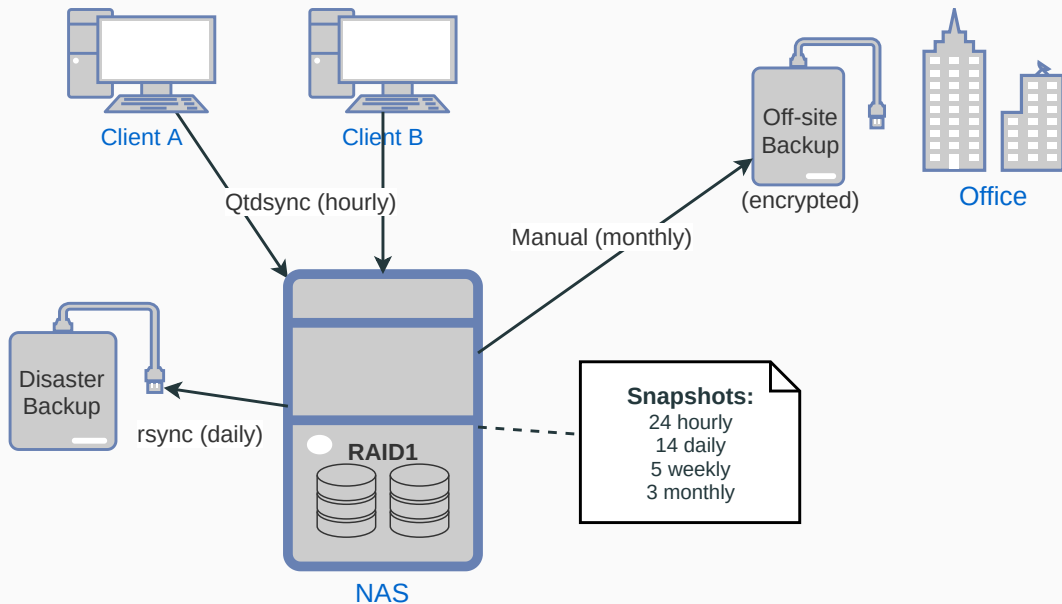 Client A
Client B
Off-site
Backup
(encrypted)
Office
Qtdsync (hourly)
Manual (monthly)
Disaster
Backup
rsync (daily)
Snapshots:
24 hourly
14 daily
5 weekly
3 monthly
RAID1
NAS